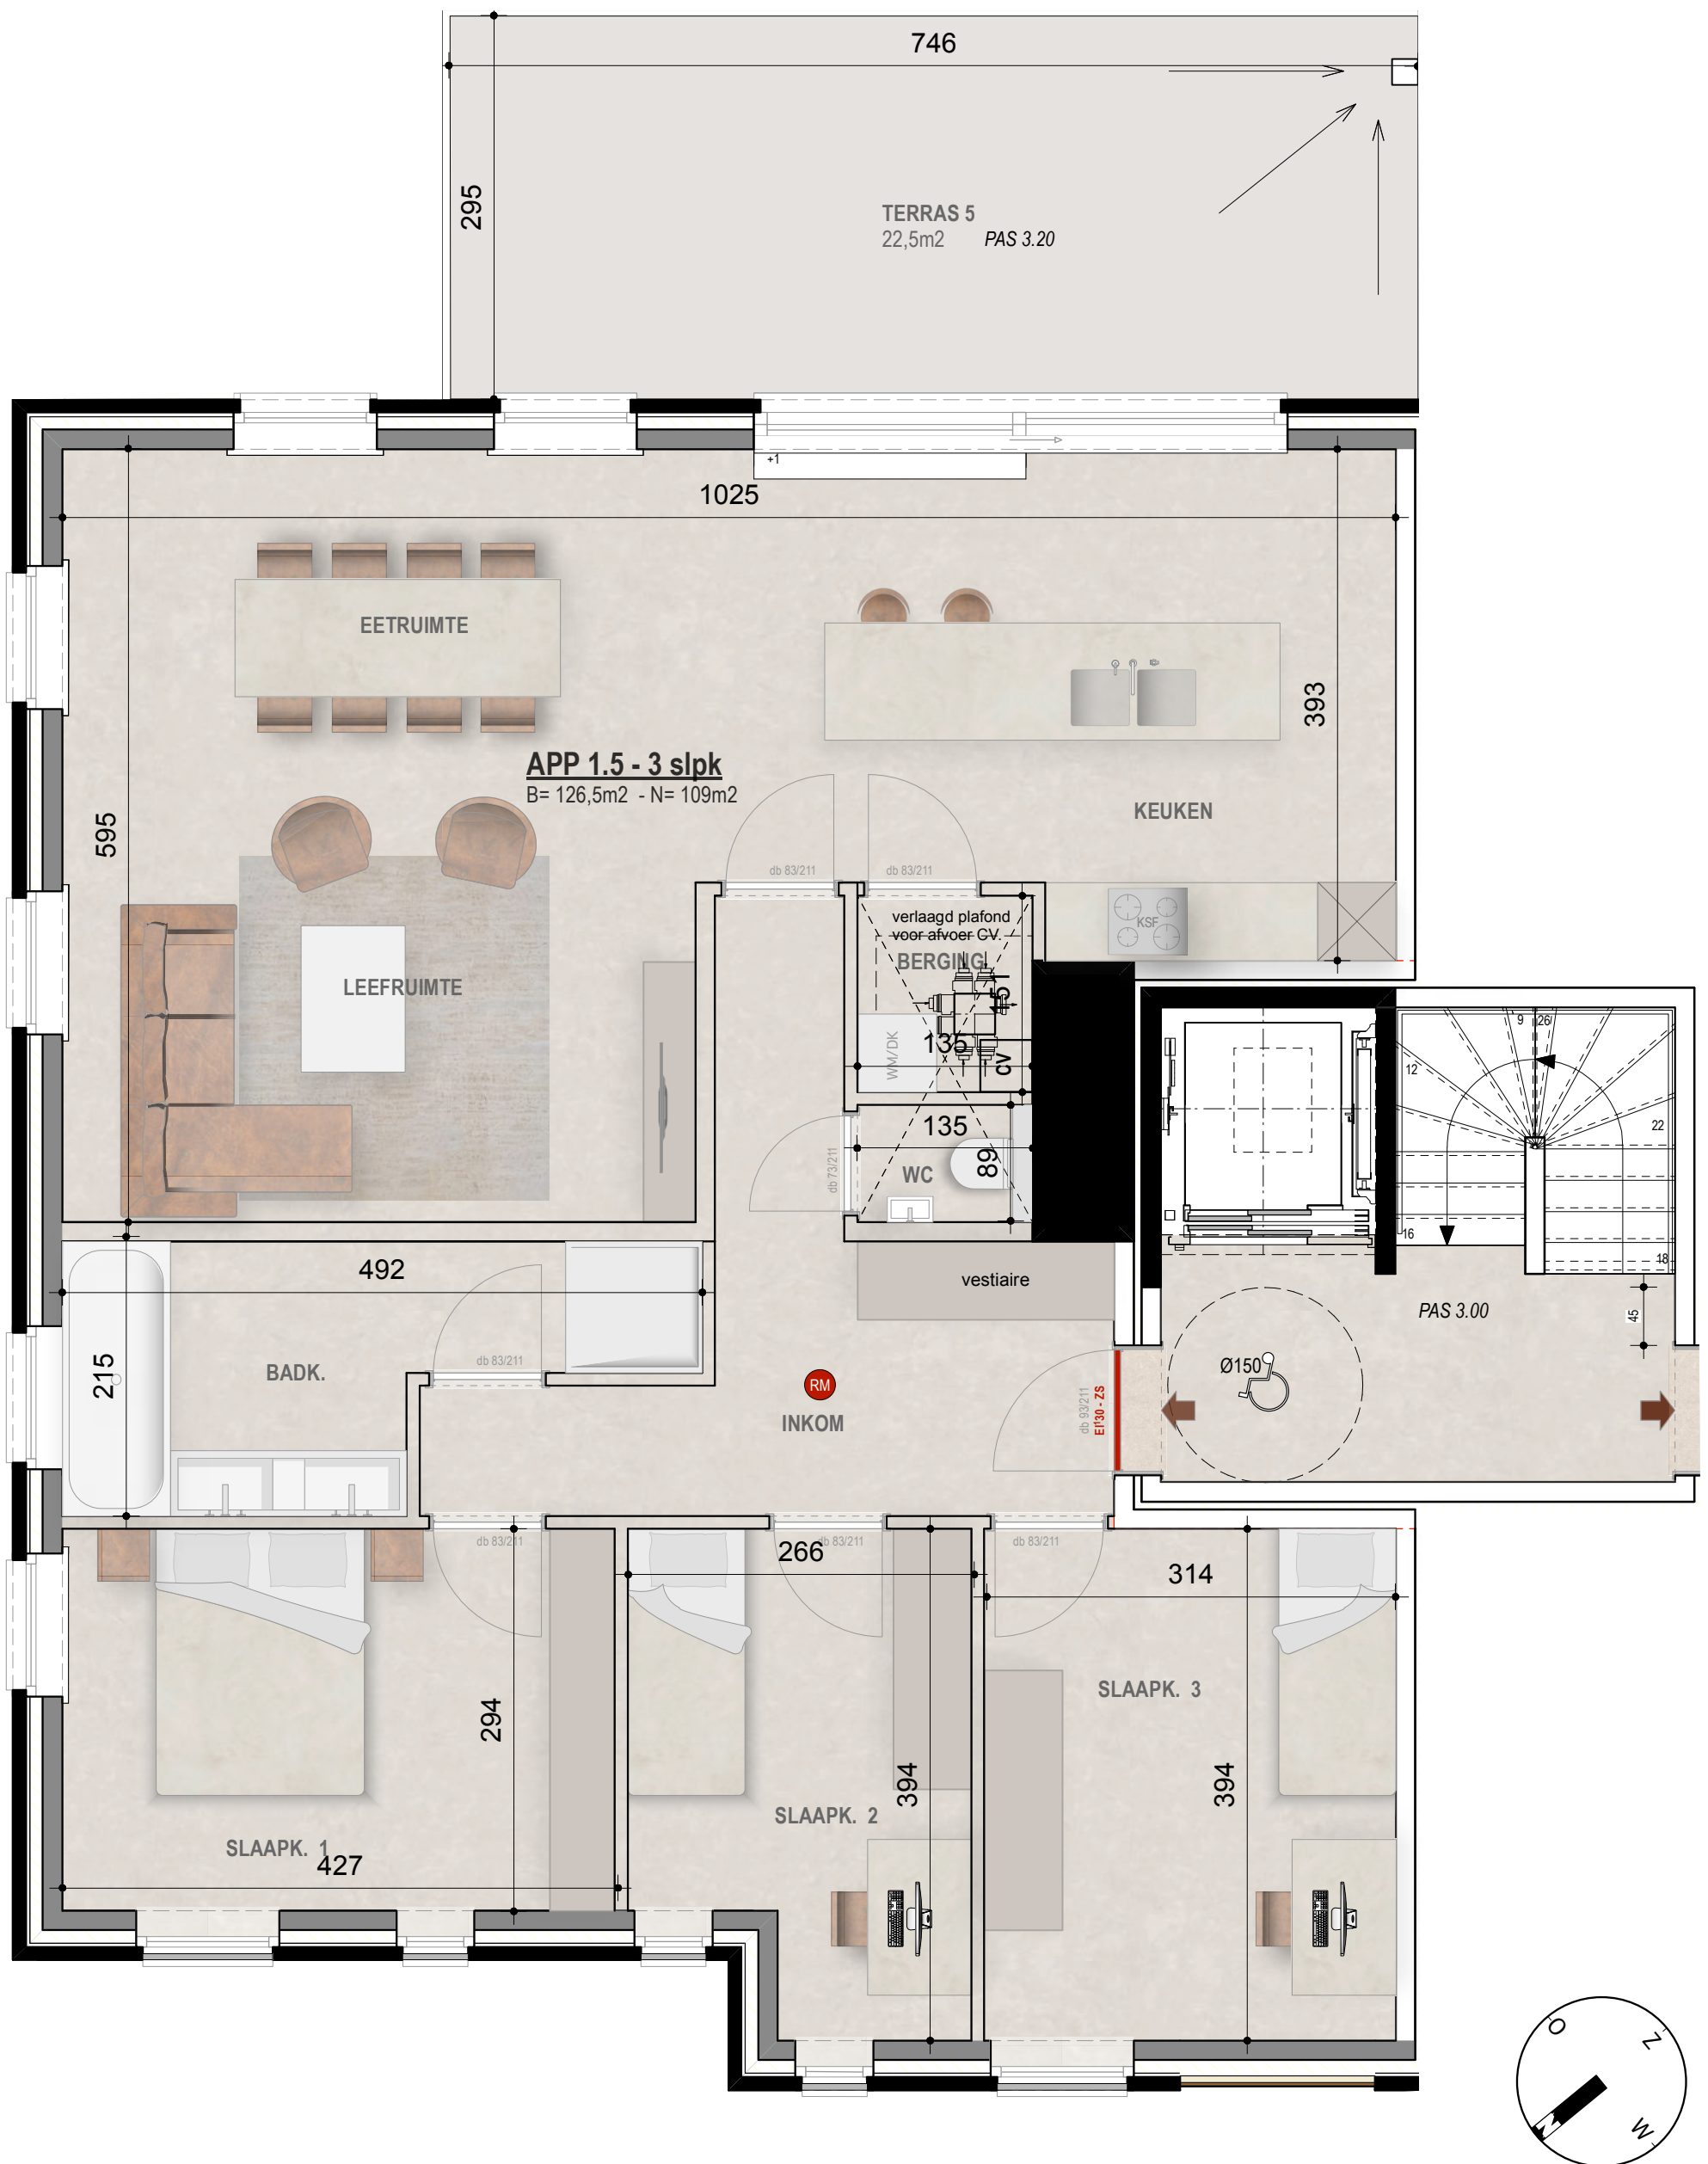 746
295
TERRAS 5
22,5m2 PAS 3.20
+1
1025
EETRUIMTE
393
APP 1.5 - 3 slpk
B= 126,5m2 - N= 109m2
KEUKEN
595
db 83/211
db 83/211
verlaagd plafond
voor afvoer CV.
KSF
BERGING
LEEFRUIMTE
151
135
WM/DK
CV
9
26
12
22
16
18
135
89
WC
db 73/211
492
vestiaire
PAS 3.00
45
215
BADK.
db 83/211
RM
INKOM
Ø150
db 93/211
EI¹30 - ZS
db 83/211
db 83/211
db 83/211
266
314
294
SLAAPK. 3
394
394
SLAAPK. 2
SLAAPK. 1
427
O
Z
N
W